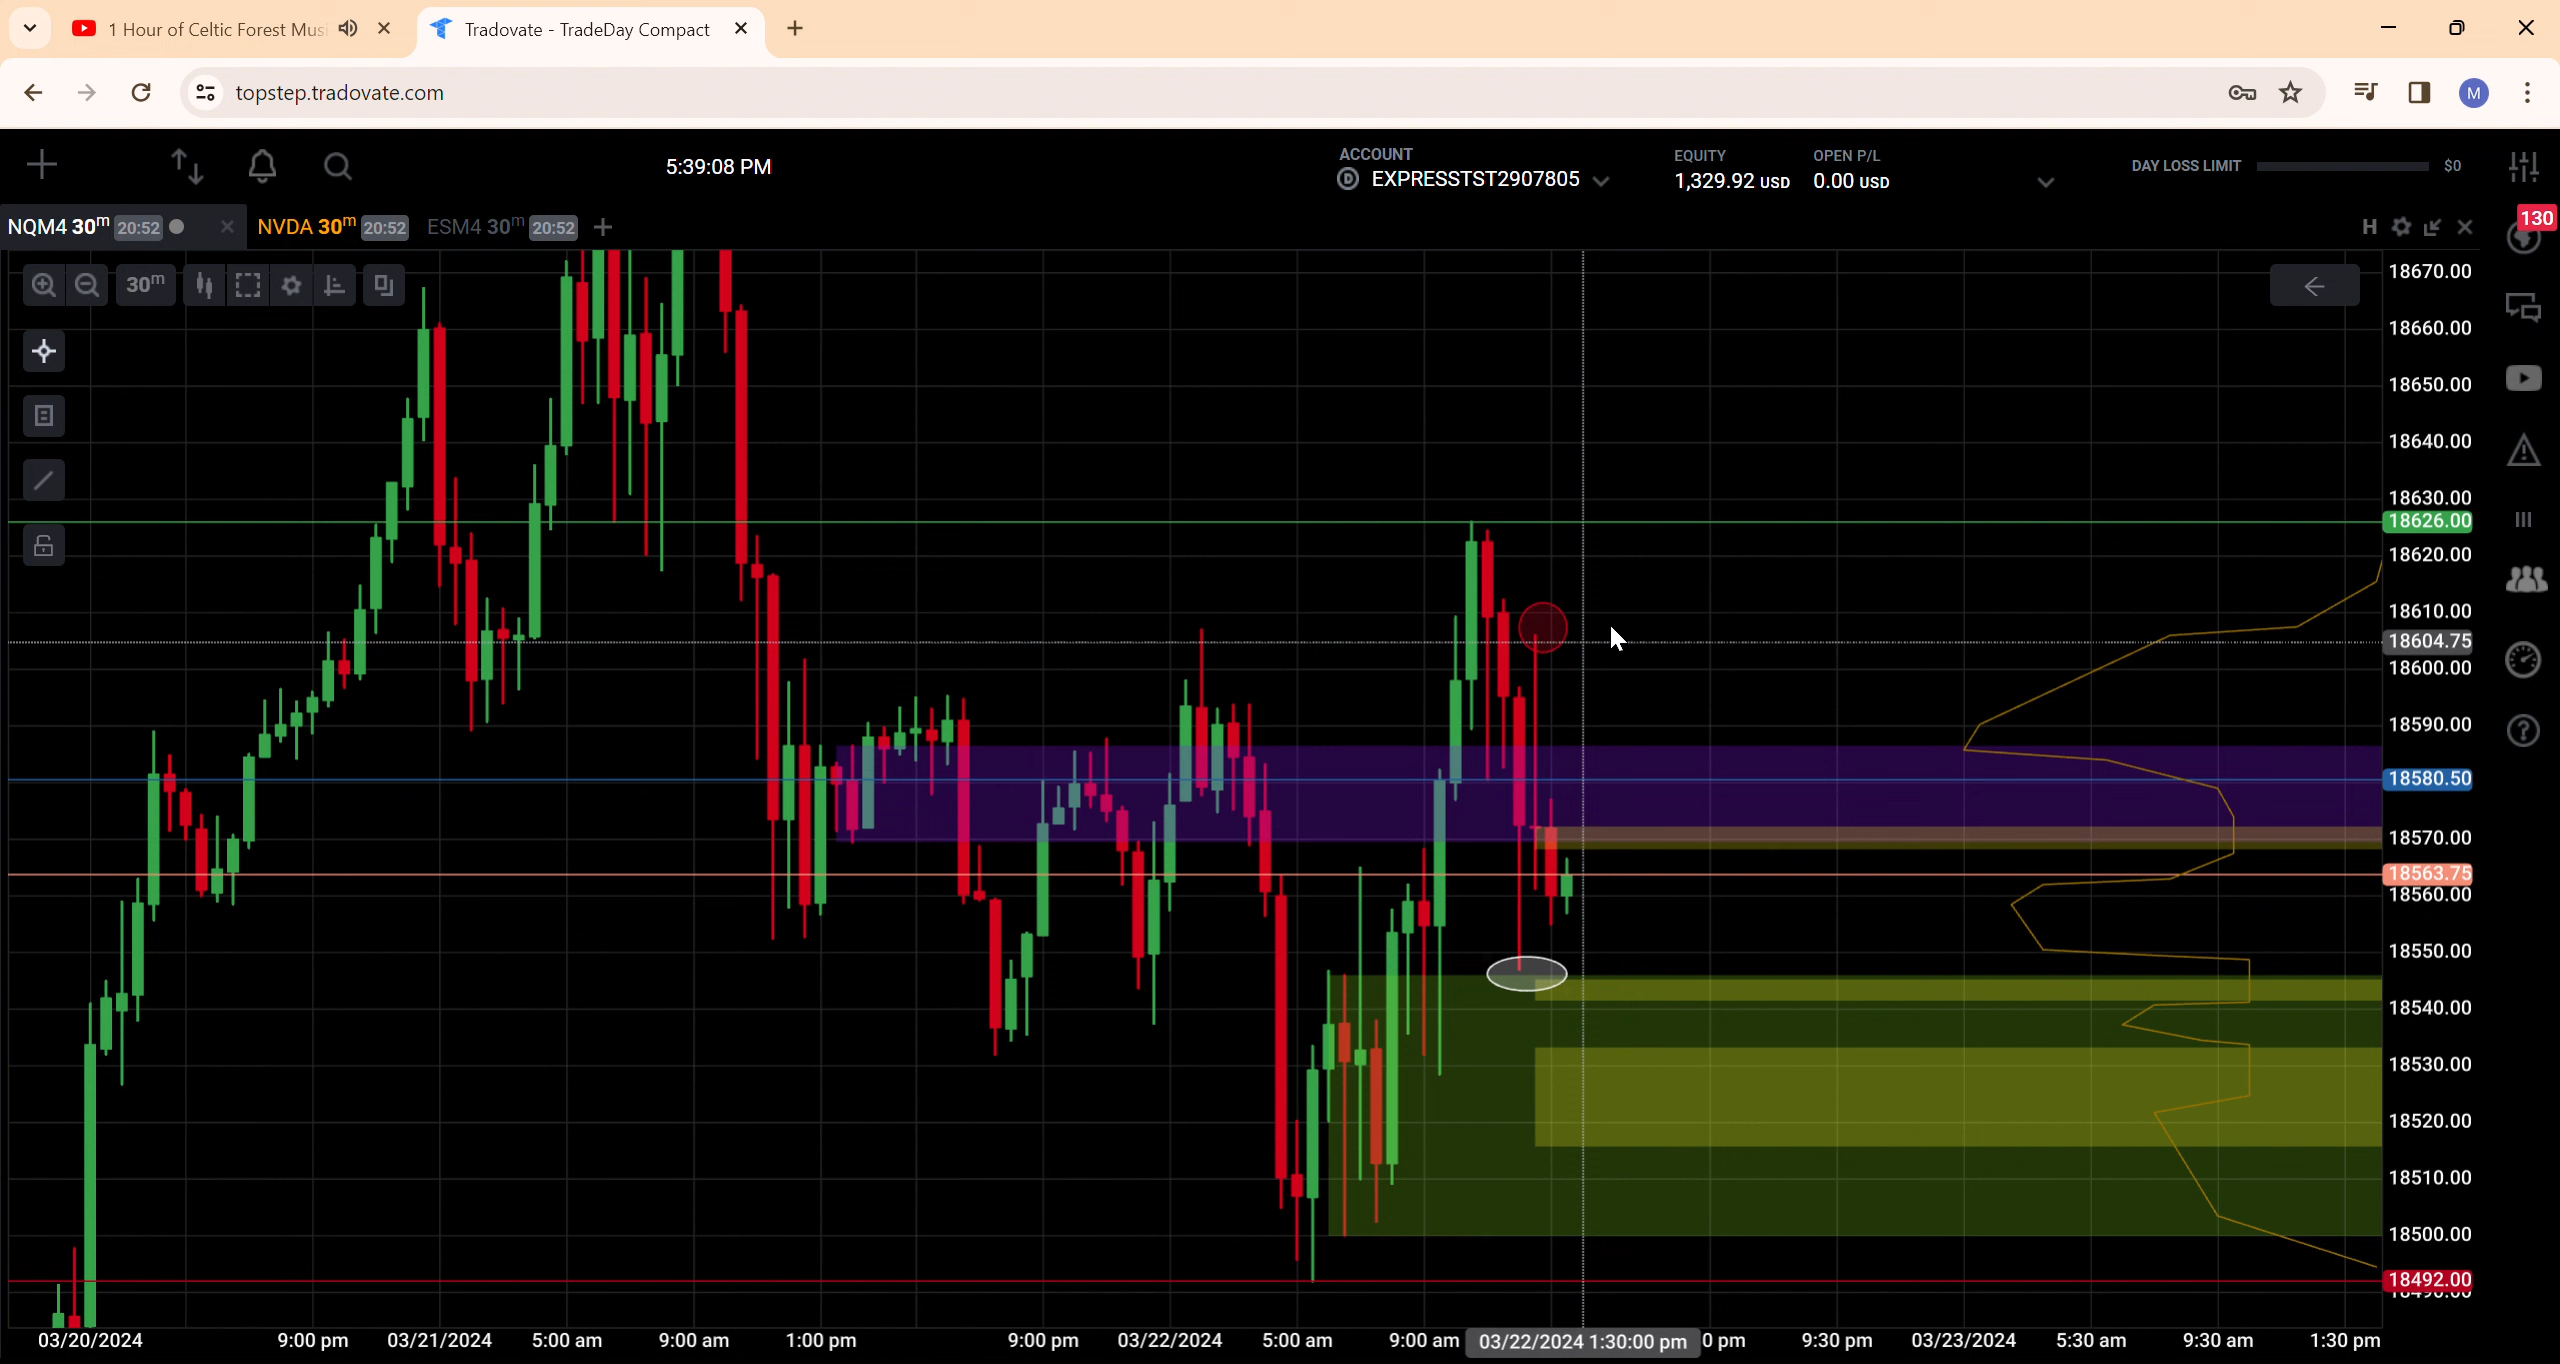 1 Hour of Celtic Forest Mus
Tradovate - TradeDay Compact
topstep.tradovate.com
M
5:39:08 PM
ACCOUNT
D EXPRESSTST2907805
EQUITY
1,329.92 USD
OPEN P/L
0.00 USD
DAY LOSS LIMIT $0
130
NQM4 30m 20:52
NVDA 30m 20:52
ESM4 30m 20:52
H
30m
18670.00
18660.00
18650.00
18640.00
18630.00
18626.00
18620.00
18610.00
18604.75
18600.00
18590.00
18580.50
18570.00
18563.75
18560.00
18550.00
18540.00
18530.00
18520.00
18510.00
18500.00
18492.00
03/20/2024 9:00 pm 03/21/2024 5:00 am 9:00 am 1:00 pm 9:00 pm 03/22/2024 5:00 am 9:00 am 03/22/2024 1:30:00 pm 0 pm 9:30 pm 03/23/2024 5:30 am 9:30 am 1:30 pm